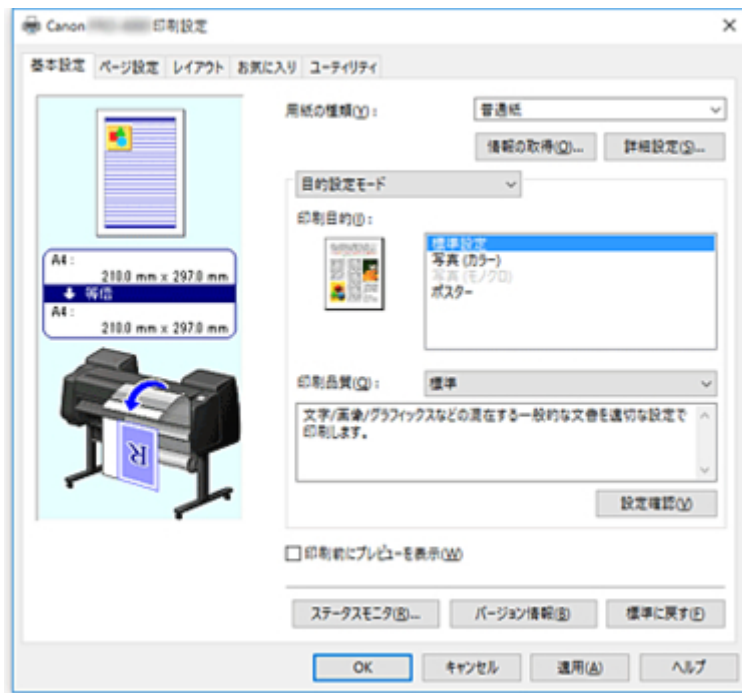 Canon 印刷設定
基本設定 ページ設定 レイアウト お気に入り ユーティリティ
用紙の種類(Y): 普通紙
情報の取得(O)... 詳細設定(S)...
目的設定モード
印刷目的(I):
標準設定
写真 (カラー)
写真 (モノクロ)
ポスター
A4 :
210.0 mm x 297.0 mm
等倍
A4 :
210.0 mm x 297.0 mm
R
印刷品質(Q): 標準
文字/画像/グラフィックスなどの混在する一般的な文書を適切な設定で
印刷します。
設定確認(V)
印刷前にプレビューを表示(W)
ステータスモニタ(R)... バージョン情報(B) 標準に戻す(F)
OK キャンセル 適用(A) ヘルプ